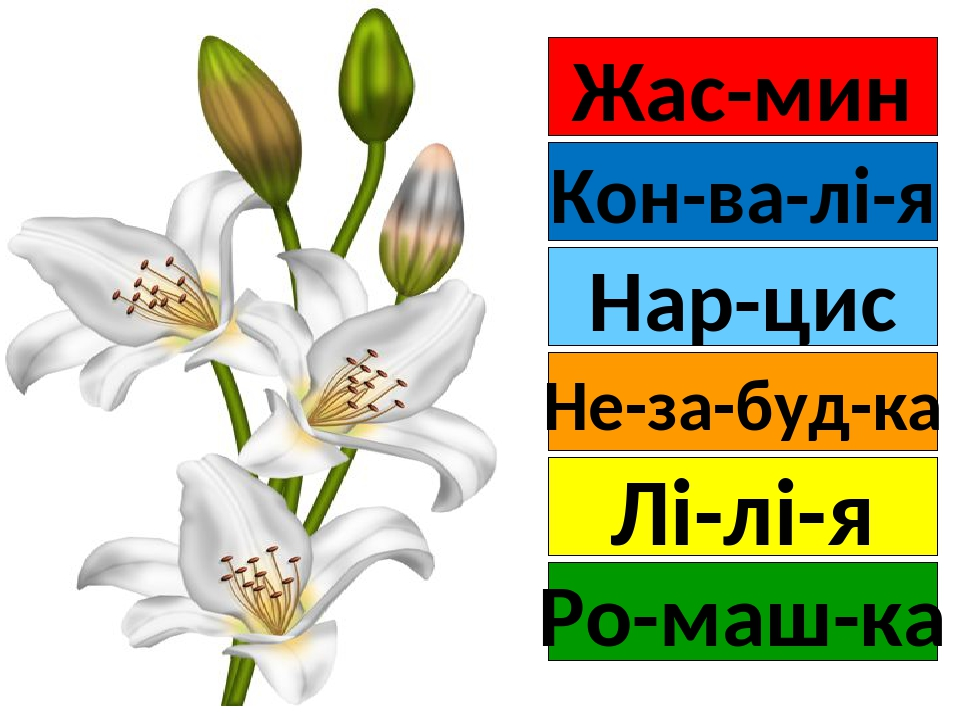 Жас-мин
Кон-ва-лі-я
Нар-цис
Не-за-буд-ка
Лі-лі-я
Ро-маш-ка